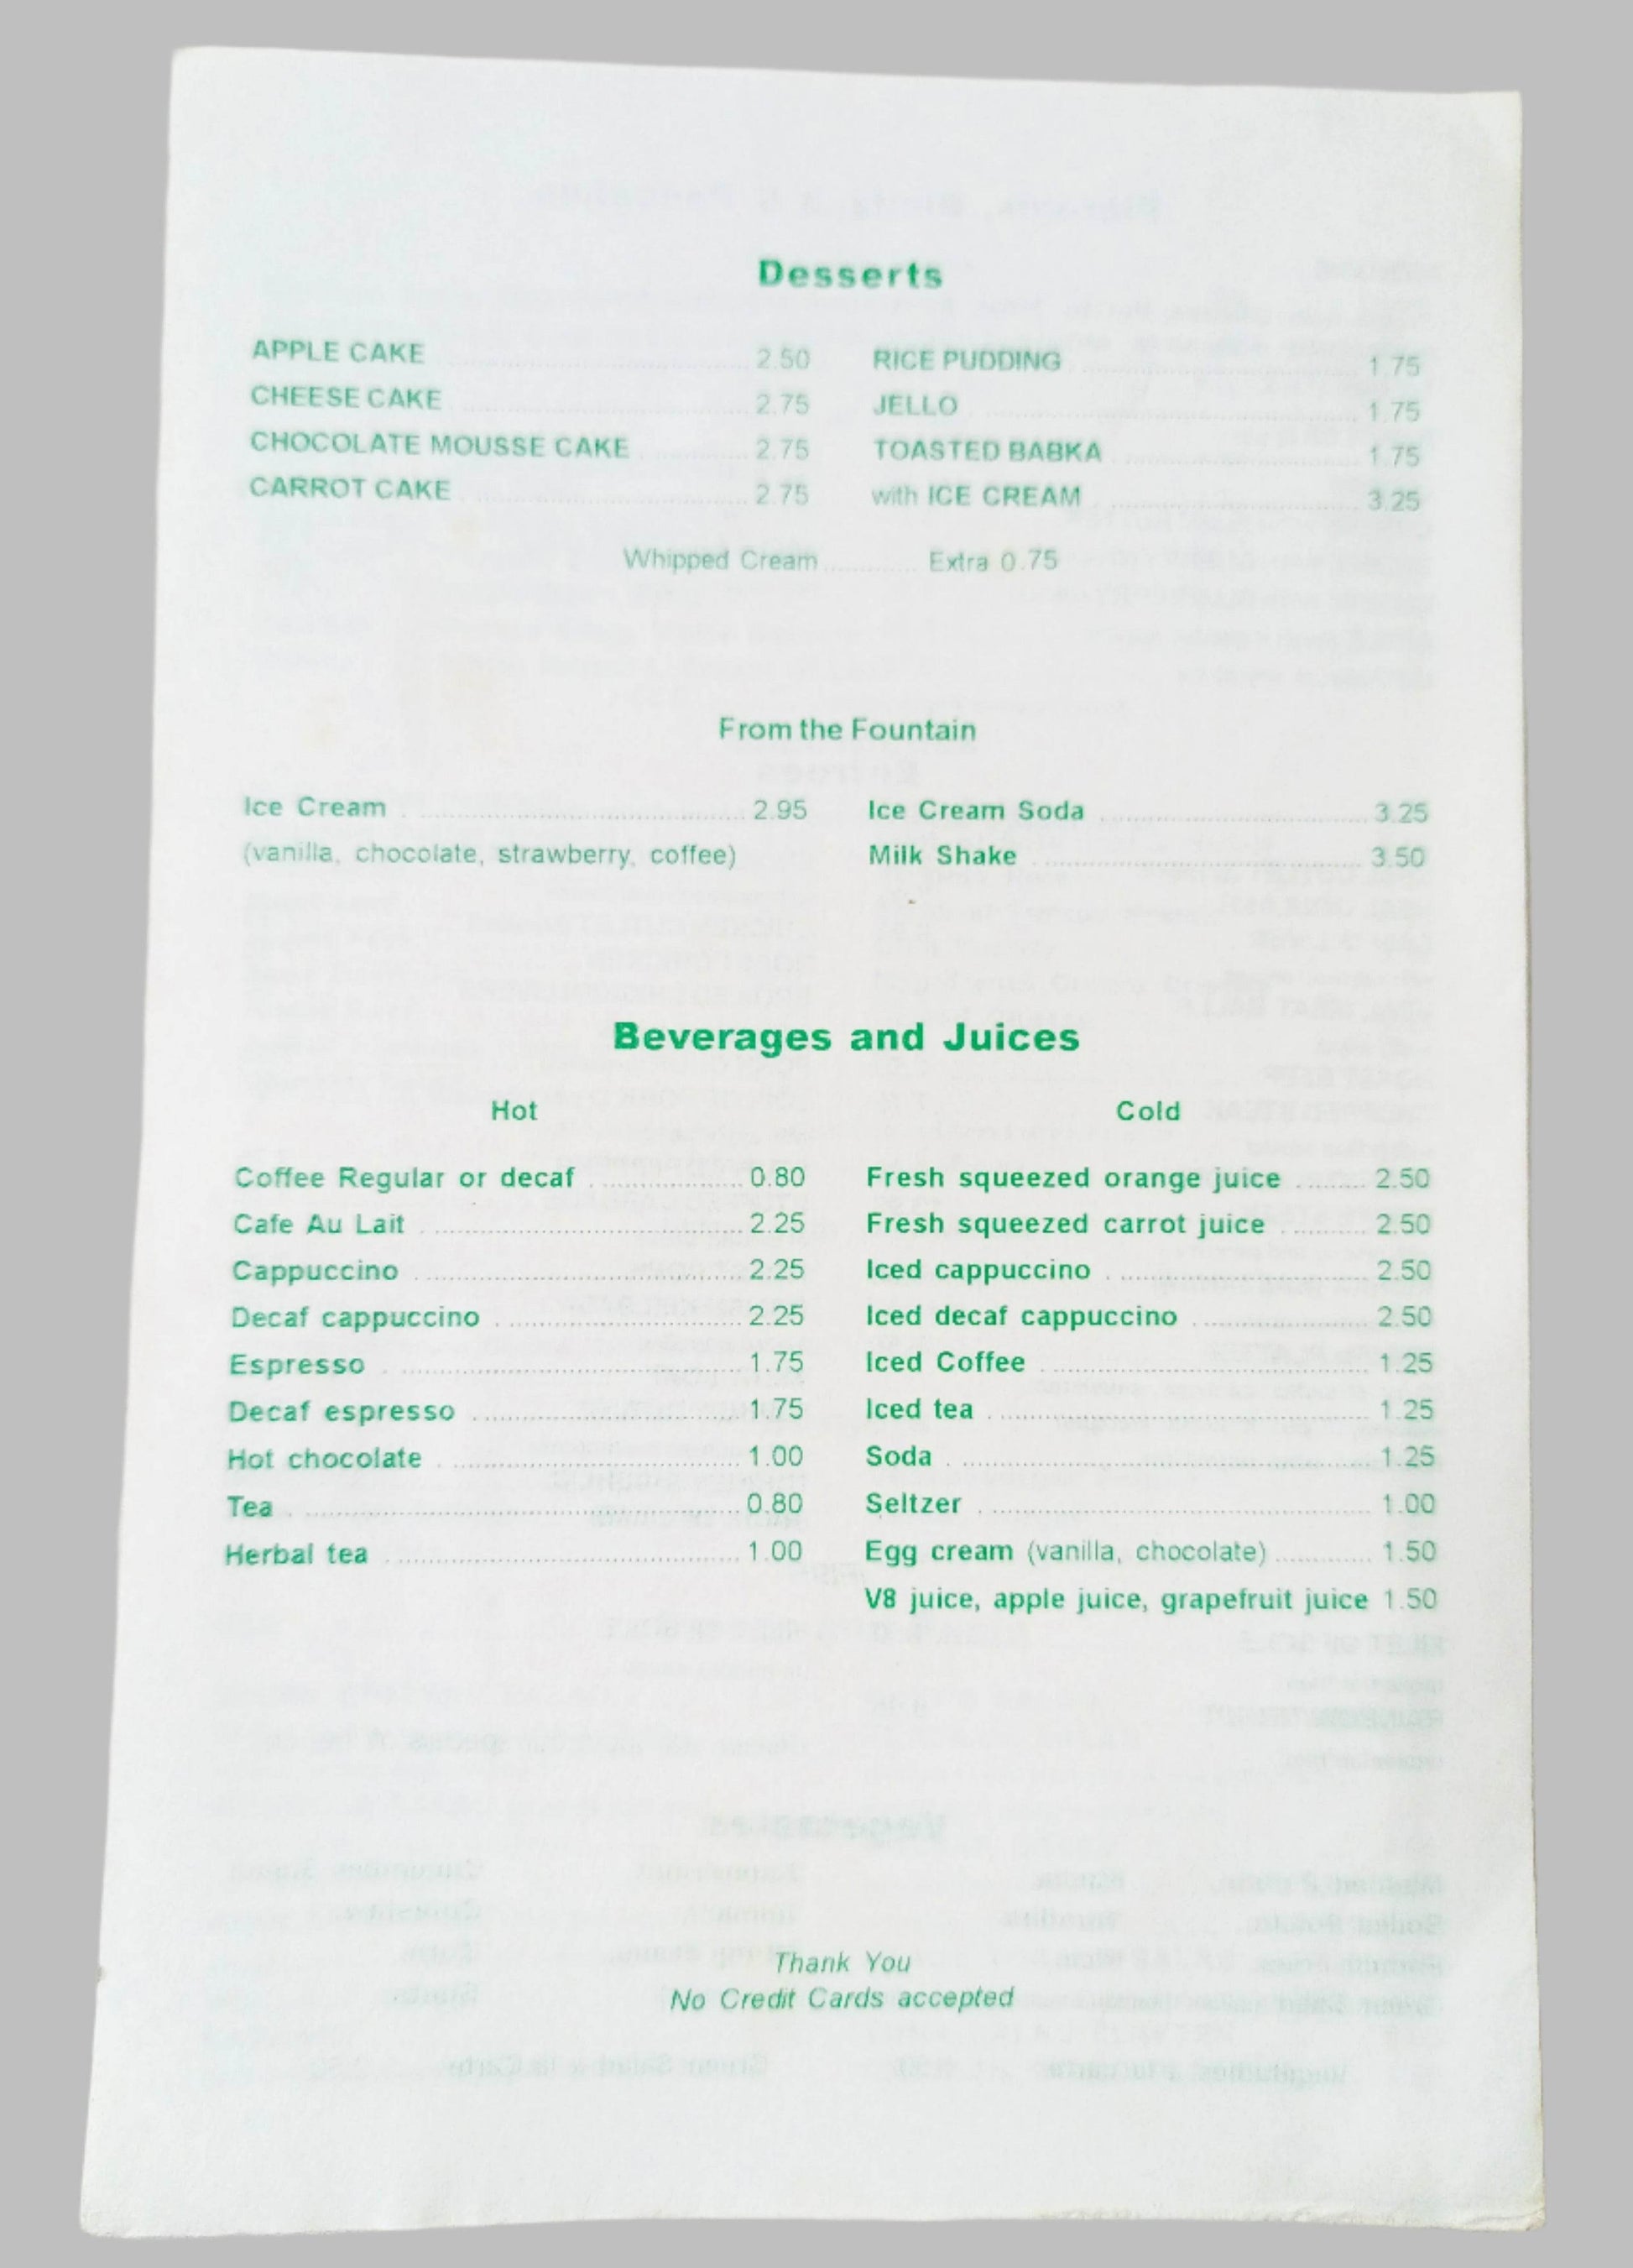 Desserts
APPLE CAKE 2.50
CHEESE CAKE 2.75
CHOCOLATE MOUSSE CAKE 2.75
CARROT CAKE 2.75
RICE PUDDING 1.75
JELLO 1.75
TOASTED BABKA 1.75
with ICE CREAM 3.25
Whipped Cream Extra 0.75
From the Fountain
Ice Cream 2.95
(vanilla, chocolate, strawberry, coffee)
Ice Cream Soda 3.25
Milk Shake 3.50
Beverages and Juices
Hot
Coffee Regular or decaf 0.80
Cafe Au Lait 2.25
Cappuccino 2.25
Decaf cappuccino 2.25
Espresso 1.75
Decaf espresso 1.75
Hot chocolate 1.00
Tea 0.80
Herbal tea 1.00
Cold
Fresh squeezed orange juice 2.50
Fresh squeezed carrot juice 2.50
Iced cappuccino 2.50
Iced decaf cappuccino 2.50
Iced Coffee 1.25
Iced tea 1.25
Soda 1.25
Seltzer 1.00
Egg cream (vanilla, chocolate) 1.50
V8 juice, apple juice, grapefruit juice 1.50
Thank You
No Credit Cards accepted